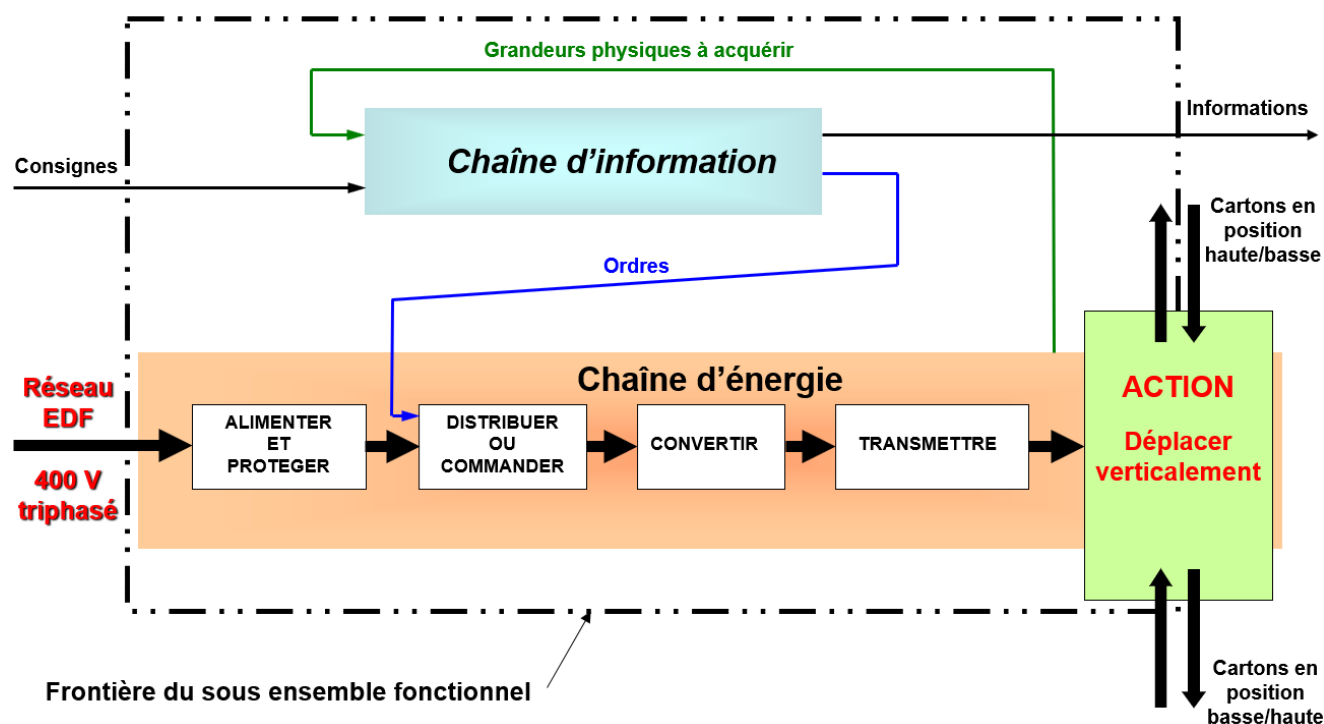 Grandeurs physiques à acquérir
Informations
Chaîne d'information
Consignes
Cartons en
position
haute/basse
Ordres
Chaîne d'énergie
Réseau
EDF
400 V
triphasé
ALIMENTER
ET
PROTEGER
DISTRIBUER
OU
COMMANDER
CONVERTIR
TRANSMETTRE
ACTION
Déplacer
verticalement
Frontière du sous ensemble fonctionnel
Cartons en
position
basse/haute